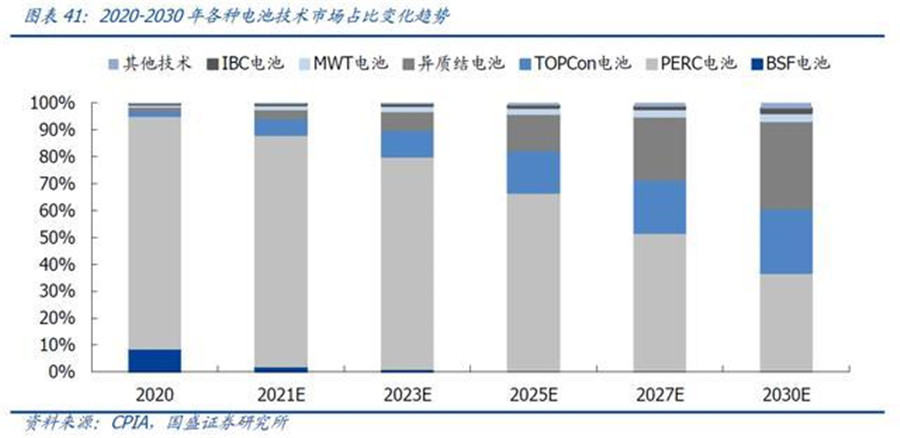 图表 41：2020-2030 年各种电池技术市场占比变化趋势
其他技术 IBC电池 MWT电池 异质结电池 TOPCon电池 PERC电池 BSF电池
100%
90%
80%
70%
60%
50%
40%
30%
20%
10%
0%
2020 2021E 2023E 2025E 2027E 2030E
资料来源：CPIA，国盛证券研究所